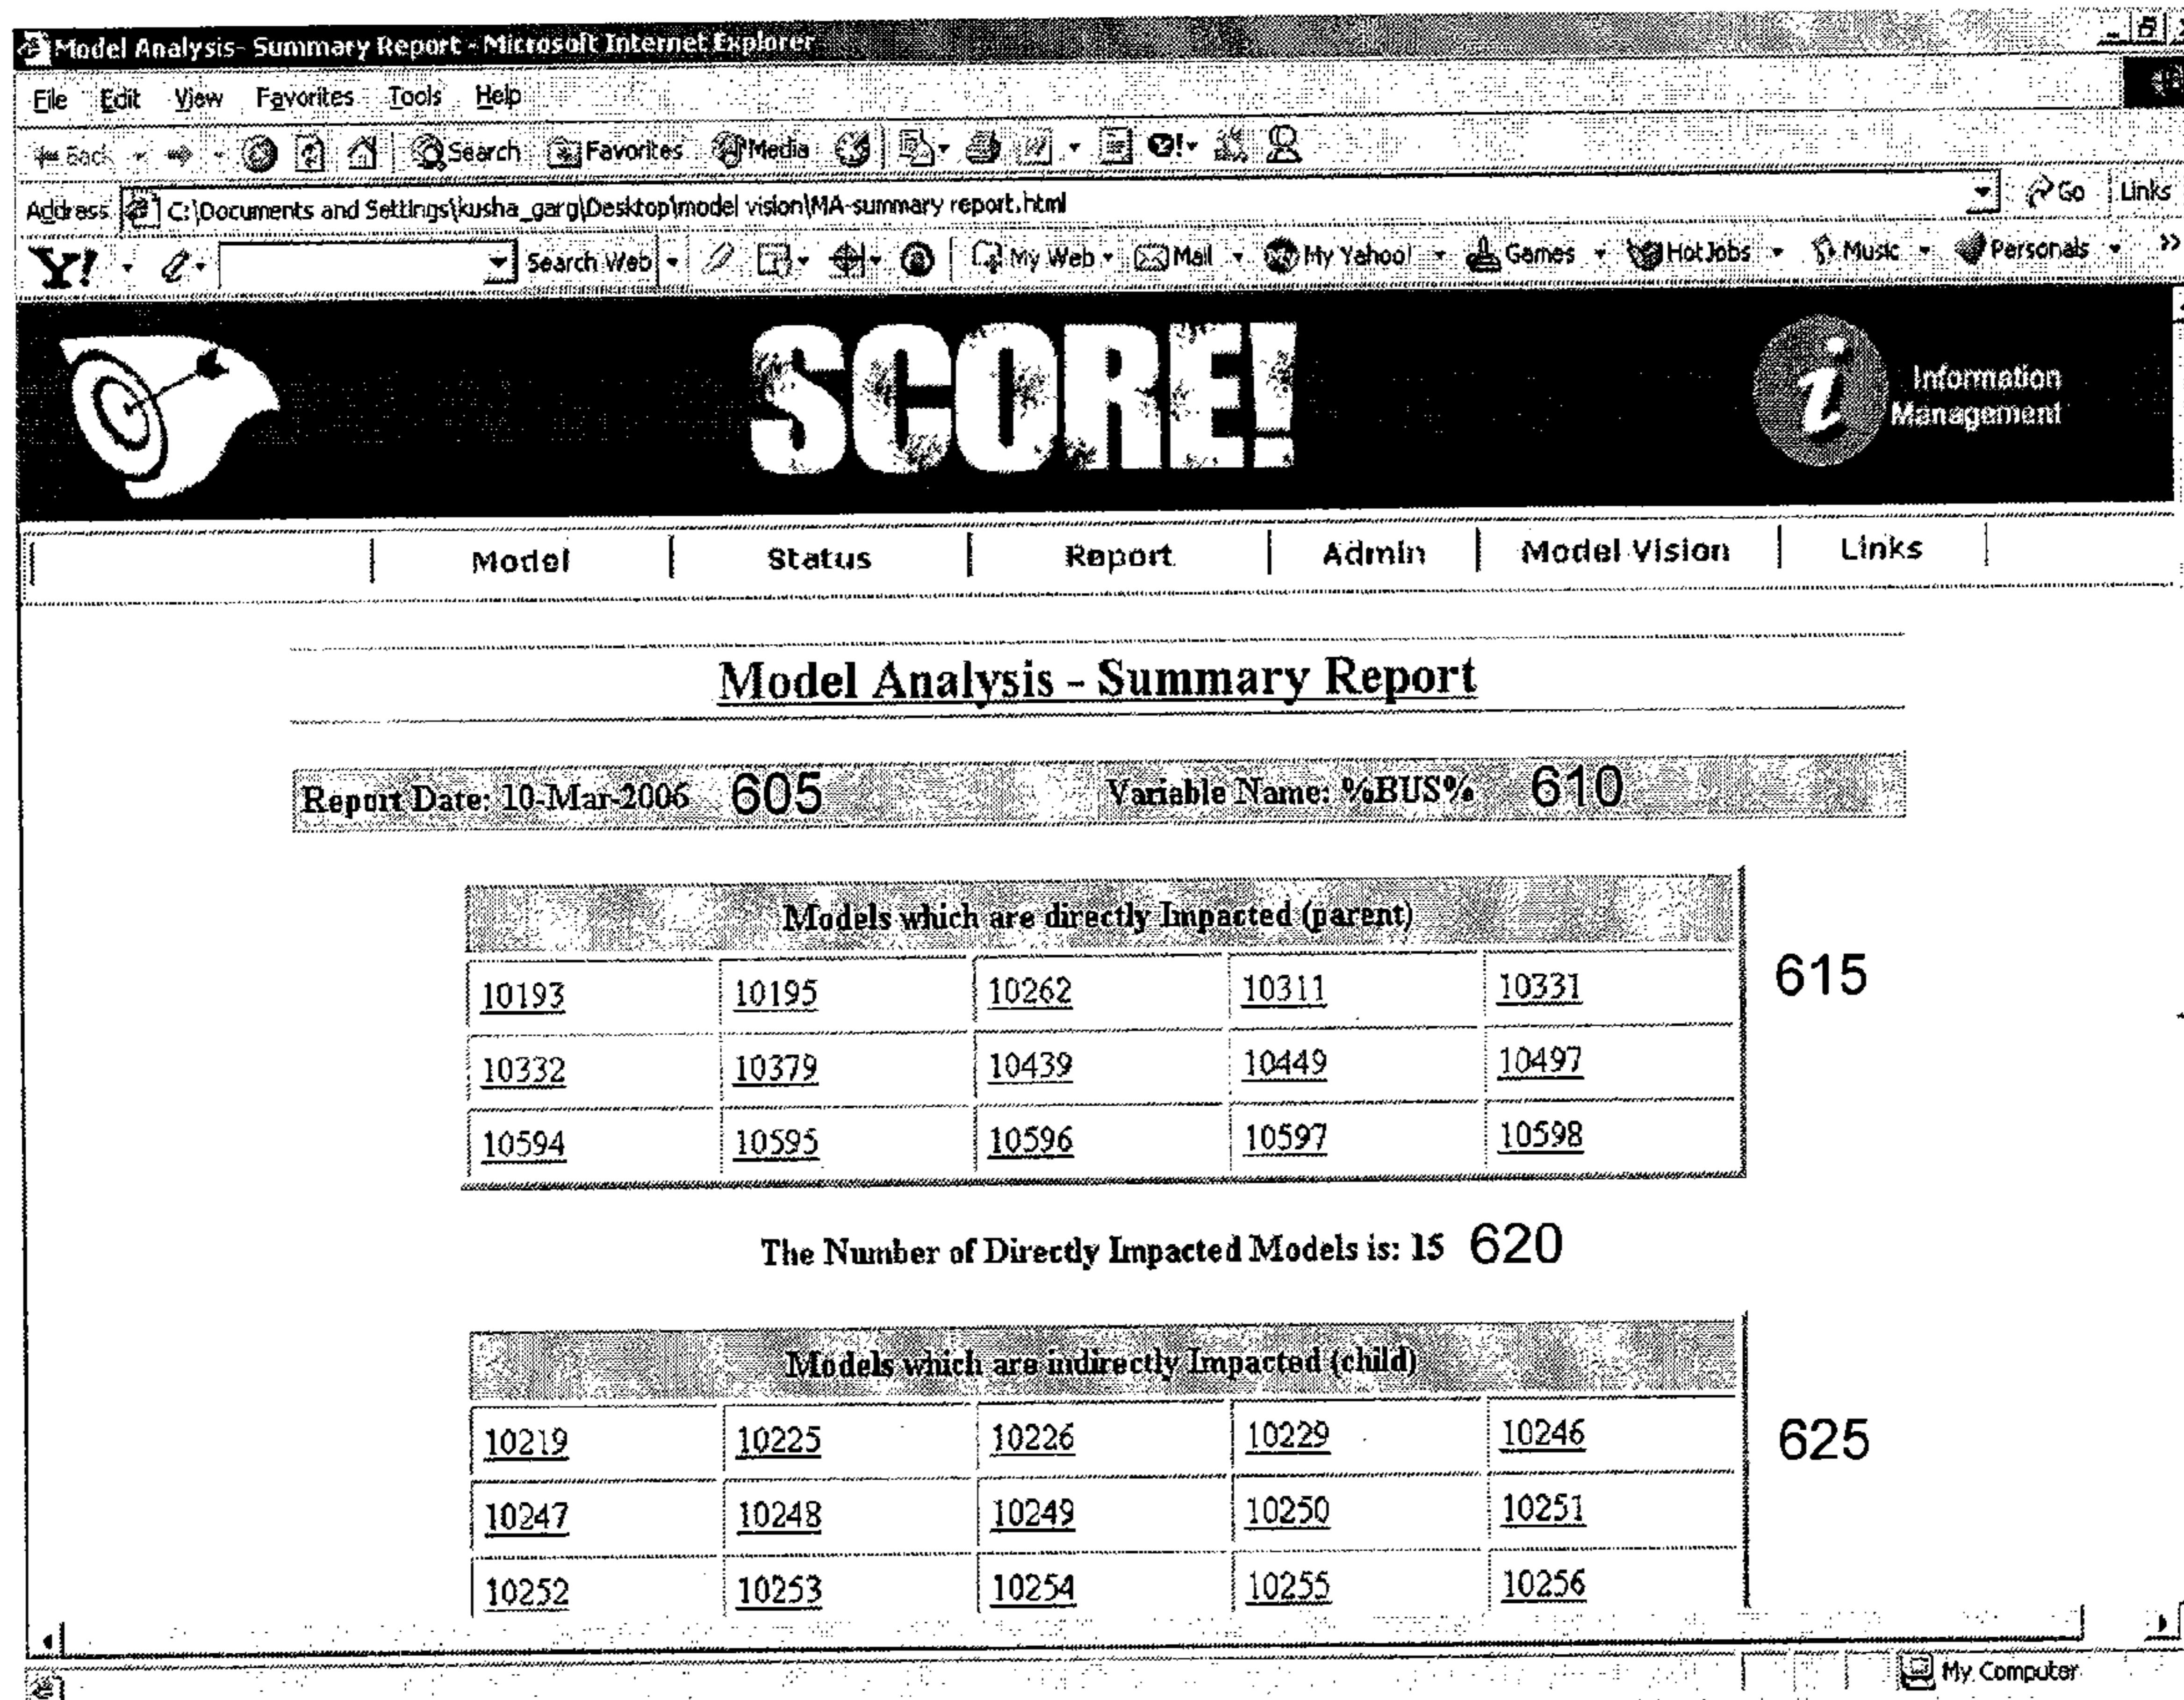 Model Analysis- Summary Report - Microsoft Internet Explorer
File Edit View Favorites Tools Help
Back Search Favorites Media
Address C:\Documents and Settings\kusha_garg\Desktop\model vision\MA-summary report.html Go Links
Y! Search Web My Web Mail My Yahoo! Games HotJobs Music Personals »
SCORE!
i Information
Management
Model Status Report Admin Model Vision Links
Model Analysis - Summary Report
Report Date: 10-Mar-2006 605 Variable Name: %BUS% 610
Models which are directly Impacted (parent)
10193 10195 10262 10311 10331 615
10332 10379 10439 10449 10497
10594 10595 10596 10597 10598
The Number of Directly Impacted Models is: 15 620
Models which are indirectly Impacted (child)
10219 10225 10226 10229 10246 625
10247 10248 10249 10250 10251
10252 10253 10254 10255 10256
My Computer